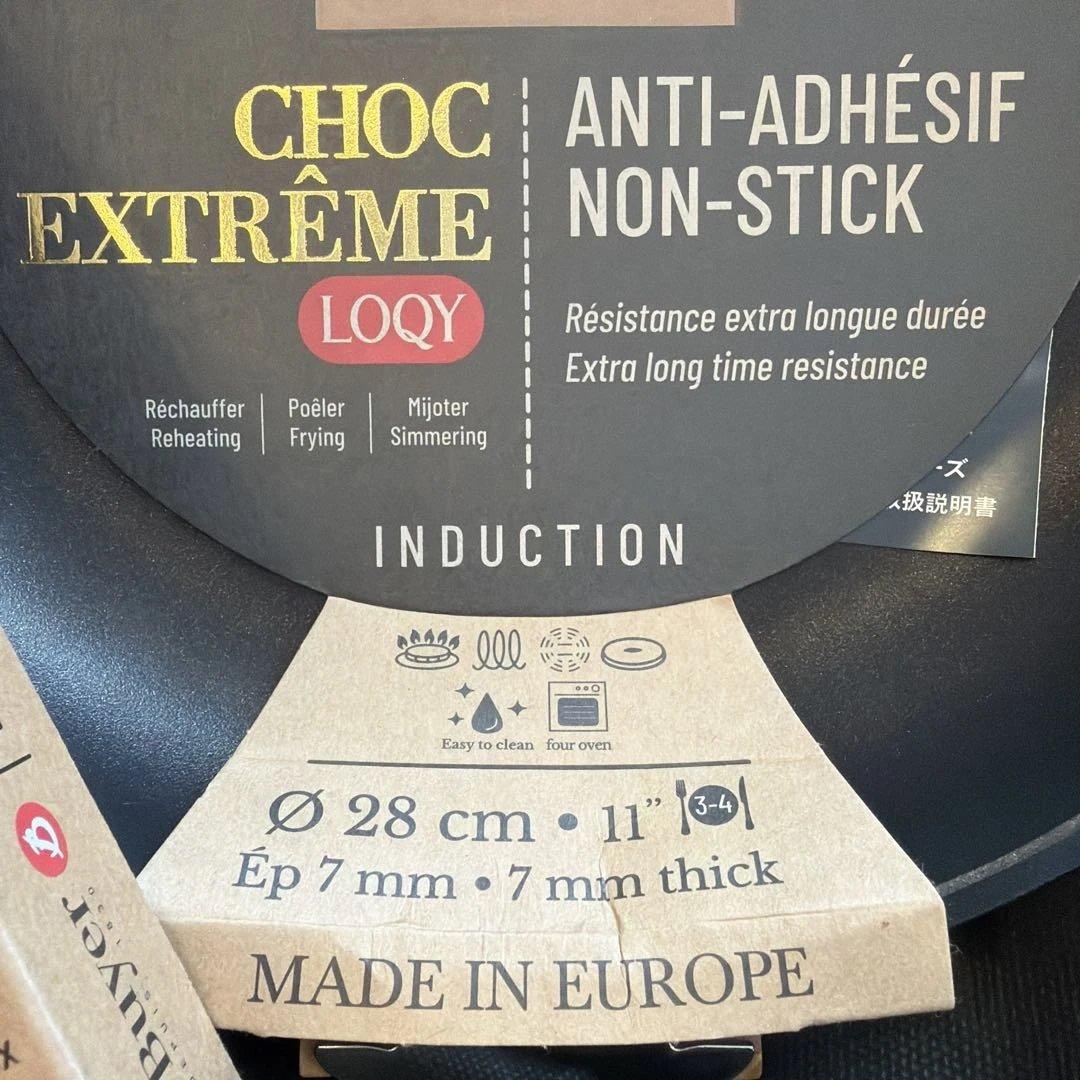 CHOC
EXTRÊME
LOQY
Réchauffer
Reheating
Poêler
Frying
Mijoter
Simmering
ANTI-ADHÉSIF
NON-STICK
Résistance extra longue durée
Extra long time resistance
ーズ
扱説明書
INDUCTION
Easy to clean
four oven
Ø 28 cm • 11” 3-4
Ép 7 mm • 7 mm thick
MADE IN EUROPE
Buyer